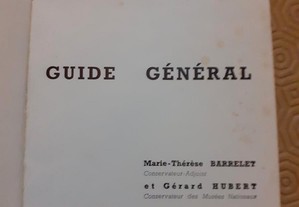 GUIDE GÉNÉRAL
Marie-Thérèse BARRELET
Conservateur-Adjoint
et Gérard HUBERT
Conservateur des Musées Nationaux